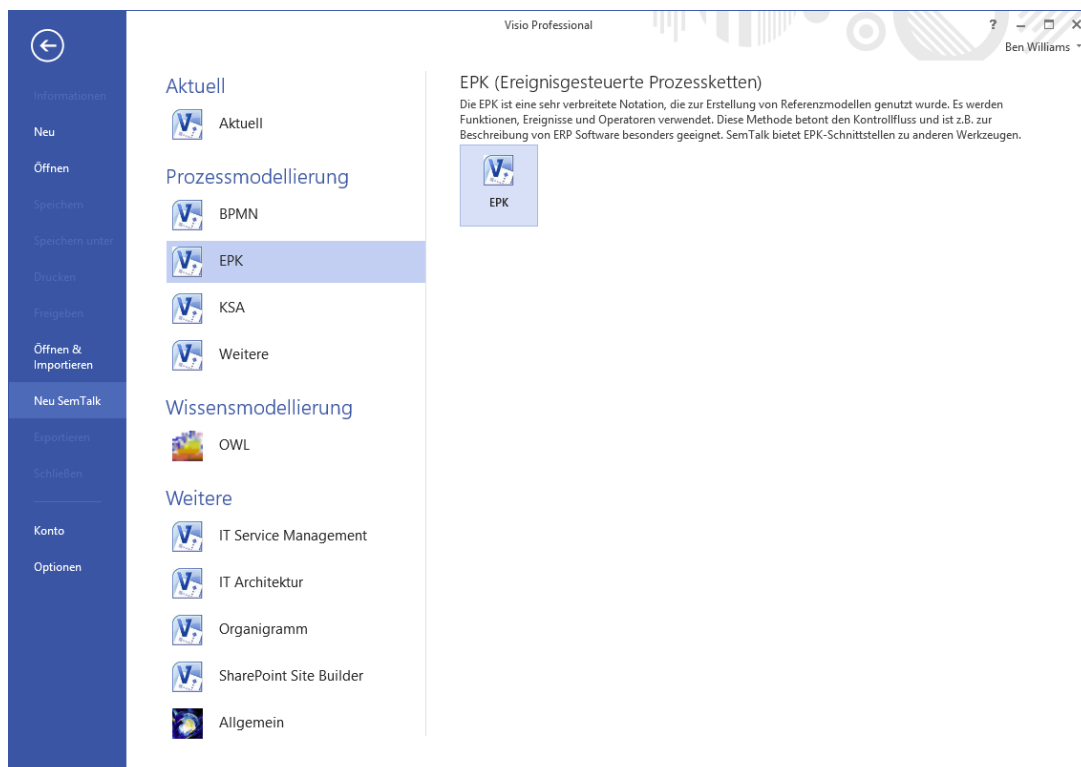 Visio Professional
?
Ben Williams
Informationen
Neu
Öffnen
Speichern
Speichern unter
Drucken
Freigeben
Öffnen &
Importieren
Neu SemTalk
Exportieren
Schließen
Konto
Optionen
Aktuell
Aktuell
Prozessmodellierung
BPMN
EPK
KSA
Weitere
Wissensmodellierung
OWL
Weitere
IT Service Management
IT Architektur
Organigramm
SharePoint Site Builder
Allgemein
EPK (Ereignisgesteuerte Prozessketten)
Die EPK ist eine sehr verbreitete Notation, die zur Erstellung von Referenzmodellen genutzt wurde. Es werden
Funktionen, Ereignisse und Operatoren verwendet. Diese Methode betont den Kontrollfluss und ist z.B. zur
Beschreibung von ERP Software besonders geeignet. SemTalk bietet EPK-Schnittstellen zu anderen Werkzeugen.
EPK